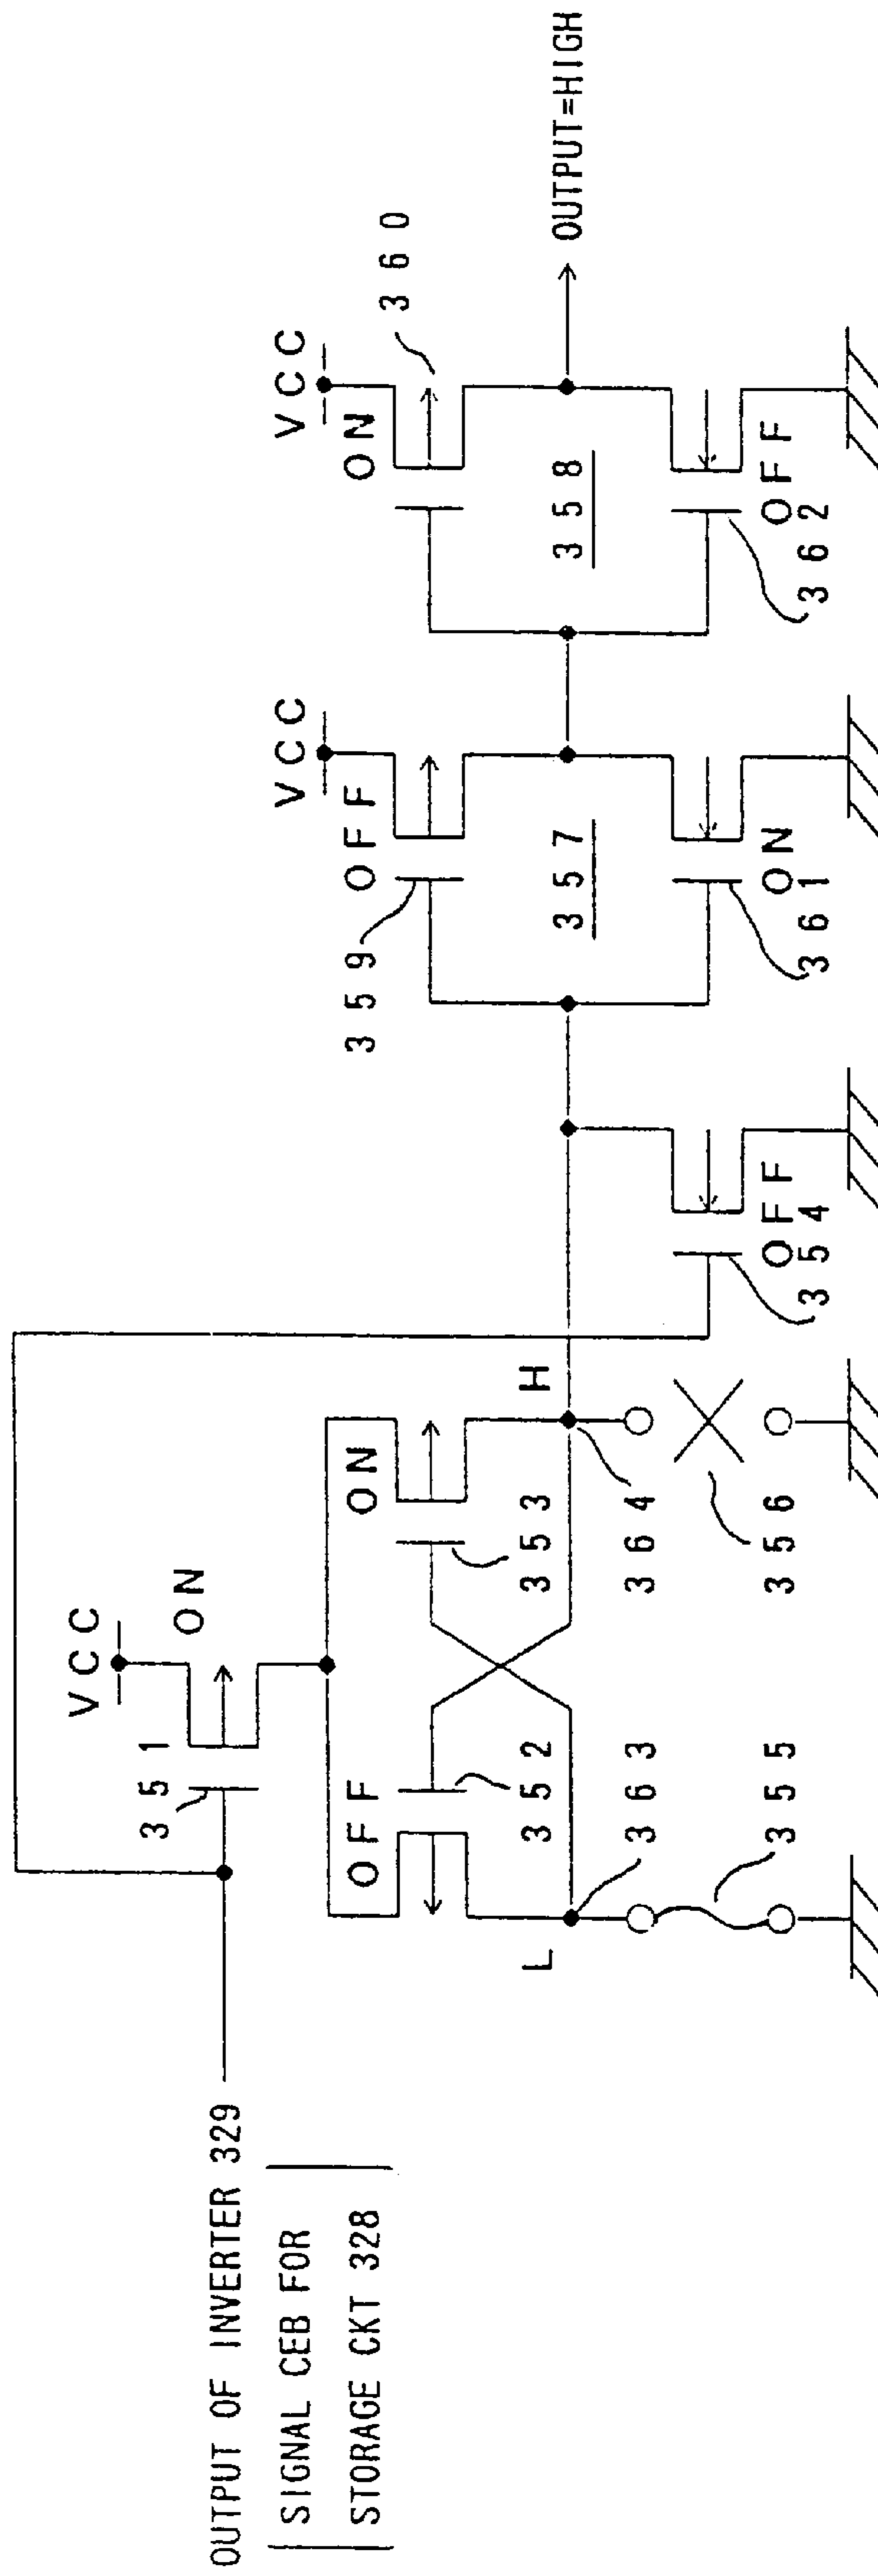 OUTPUT OF INVERTER 329
SIGNAL CEB FOR
STORAGE CKT 328
VCC
ON
351
OFF
352
ON
353
L
363
355
H
364
356
OFF
354
VCC
OFF
359
357
ON
361
VCC
ON
360
358
OFF
362
OUTPUT=HIGH